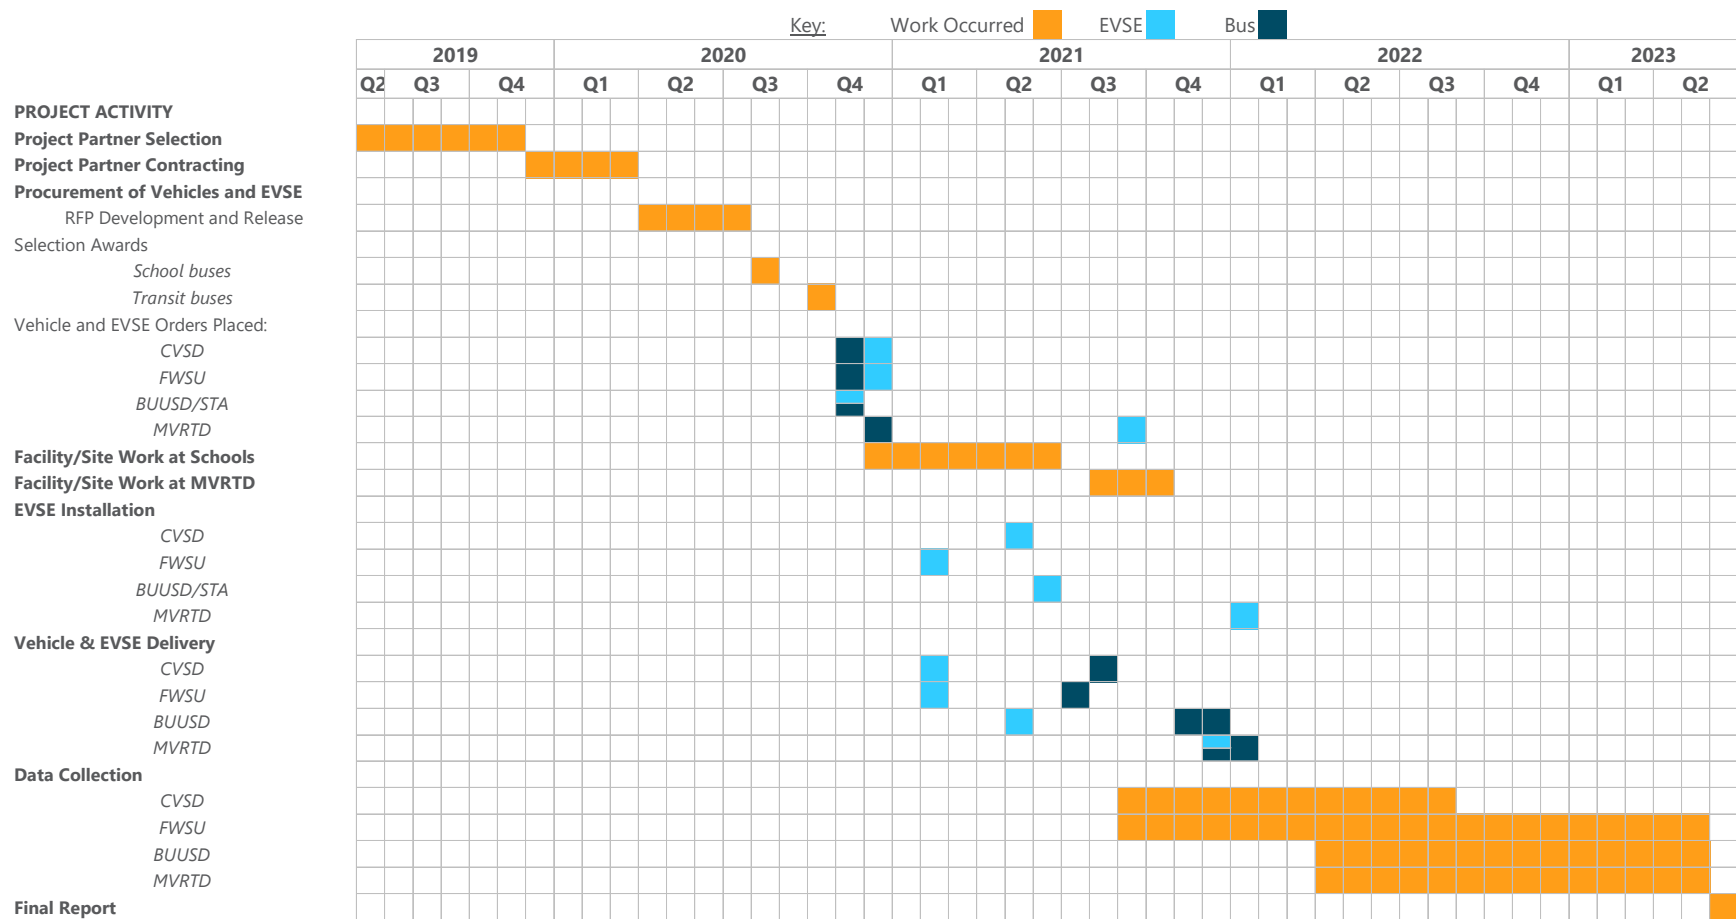 Key: Work Occurred EVSE Bus
2019 2020 2021 2022 2023
Q2 Q3 Q4 Q1 Q2 Q3 Q4 Q1 Q2 Q3 Q4 Q1 Q2 Q3 Q4 Q1 Q2
PROJECT ACTIVITY
Project Partner Selection
Project Partner Contracting
Procurement of Vehicles and EVSE
RFP Development and Release
Selection Awards
School buses
Transit buses
Vehicle and EVSE Orders Placed:
CVSD
FWSU
BUUSD/STA
MVRTD
Facility/Site Work at Schools
Facility/Site Work at MVRTD
EVSE Installation
CVSD
FWSU
BUUSD/STA
MVRTD
Vehicle & EVSE Delivery
CVSD
FWSU
BUUSD
MVRTD
Data Collection
CVSD
FWSU
BUUSD
MVRTD
Final Report